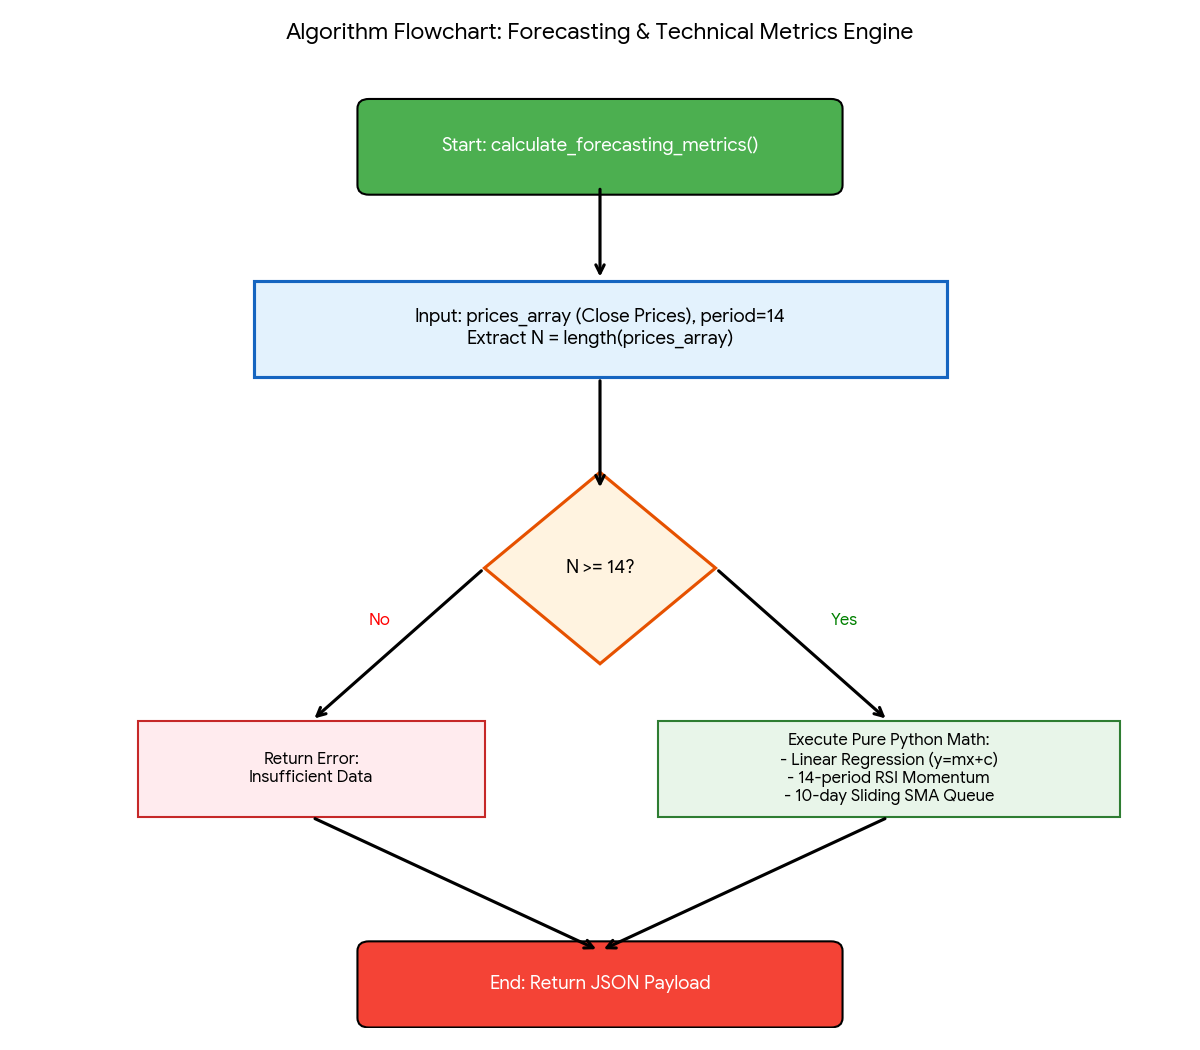 Algorithm Flowchart: Forecasting & Technical Metrics Engine
Start: calculate_forecasting_metrics()
Input: prices_array (Close Prices), period=14
Extract N = length(prices_array)
N >= 14?
No
Yes
Return Error:
Insufficient Data
Execute Pure Python Math:
- Linear Regression (y=mx+c)
- 14-period RSI Momentum
- 10-day Sliding SMA Queue
End: Return JSON Payload